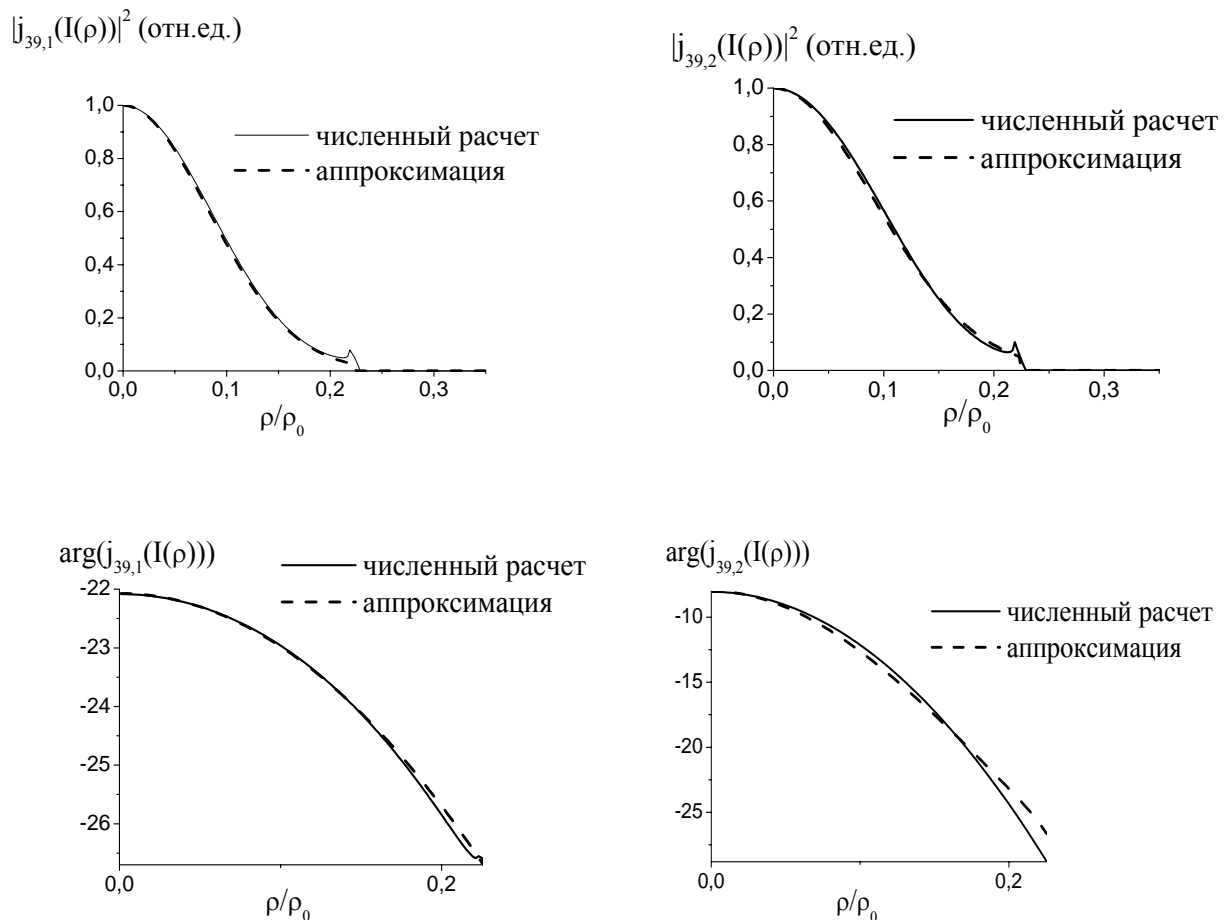 |j39,1(I(ρ))|² (отн.ед.)
1,0
0,8
0,6
0,4
0,2
0,0
0,0 0,1 0,2 0,3
ρ/ρ0
численный расчет
аппроксимация
|j39,2(I(ρ))|² (отн.ед.)
1,0
0,8
0,6
0,4
0,2
0,0
0,0 0,1 0,2 0,3
ρ/ρ0
численный расчет
аппроксимация
arg(j39,1(I(ρ)))
-22
-23
-24
-25
-26
0,0 0,2
ρ/ρ0
численный расчет
аппроксимация
arg(j39,2(I(ρ)))
-10
-15
-20
-25
0,0 0,2
ρ/ρ0
численный расчет
аппроксимация